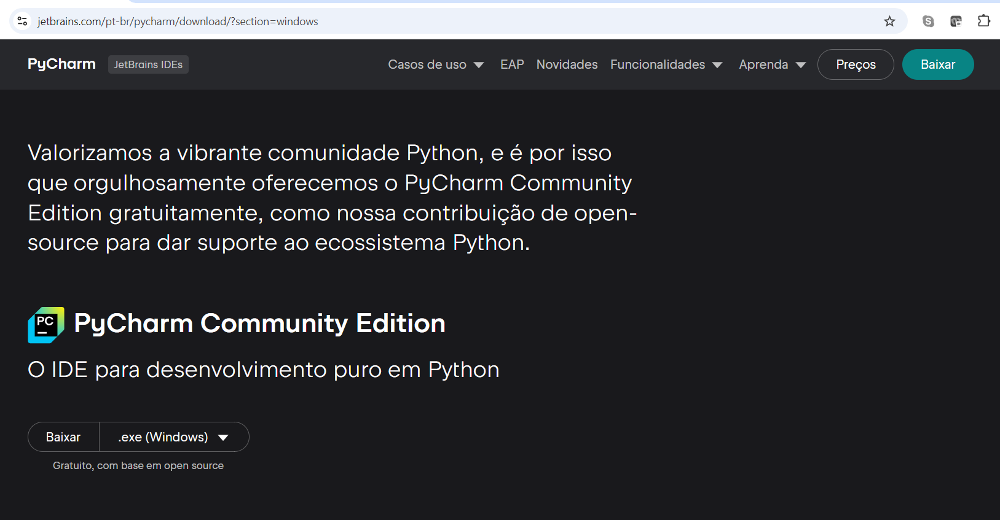 jetbrains.com/pt-br/pycharm/download/?section=windows
S
PyCharm
JetBrains IDEs
Casos de uso
EAP
Novidades
Funcionalidades
Aprenda
Preços
Baixar
Valorizamos a vibrante comunidade Python, e é por isso
que orgulhosamente oferecemos o PyCharm Community
Edition gratuitamente, como nossa contribuição de open-
source para dar suporte ao ecossistema Python.
PC
PyCharm Community Edition
O IDE para desenvolvimento puro em Python
Baixar
.exe (Windows)
Gratuito, com base em open source